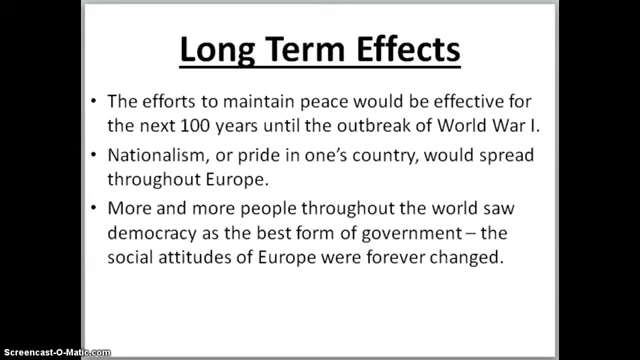 Long Term Effects
• The efforts to maintain peace would be effective for
the next 100 years until the outbreak of World War I.
• Nationalism, or pride in one's country, would spread
throughout Europe.
• More and more people throughout the world saw
democracy as the best form of government – the
social attitudes of Europe were forever changed.
Screencast-O-Matic.com